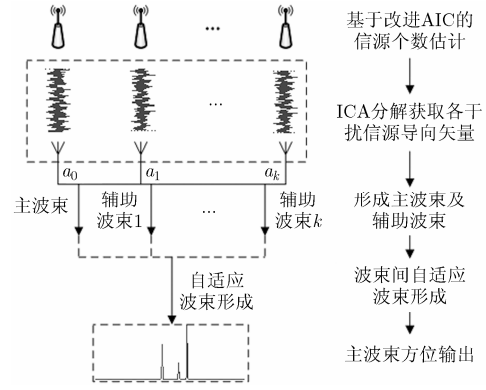 ...
...
a0
a1
ak
主波束
辅助
波束1
...
辅助
波束k
自适应
波束形成
基于改进AIC的
信源个数估计
ICA分解获取各干
扰信源导向矢量
形成主波束及
辅助波束
波束间自适应
波束形成
主波束方位输出